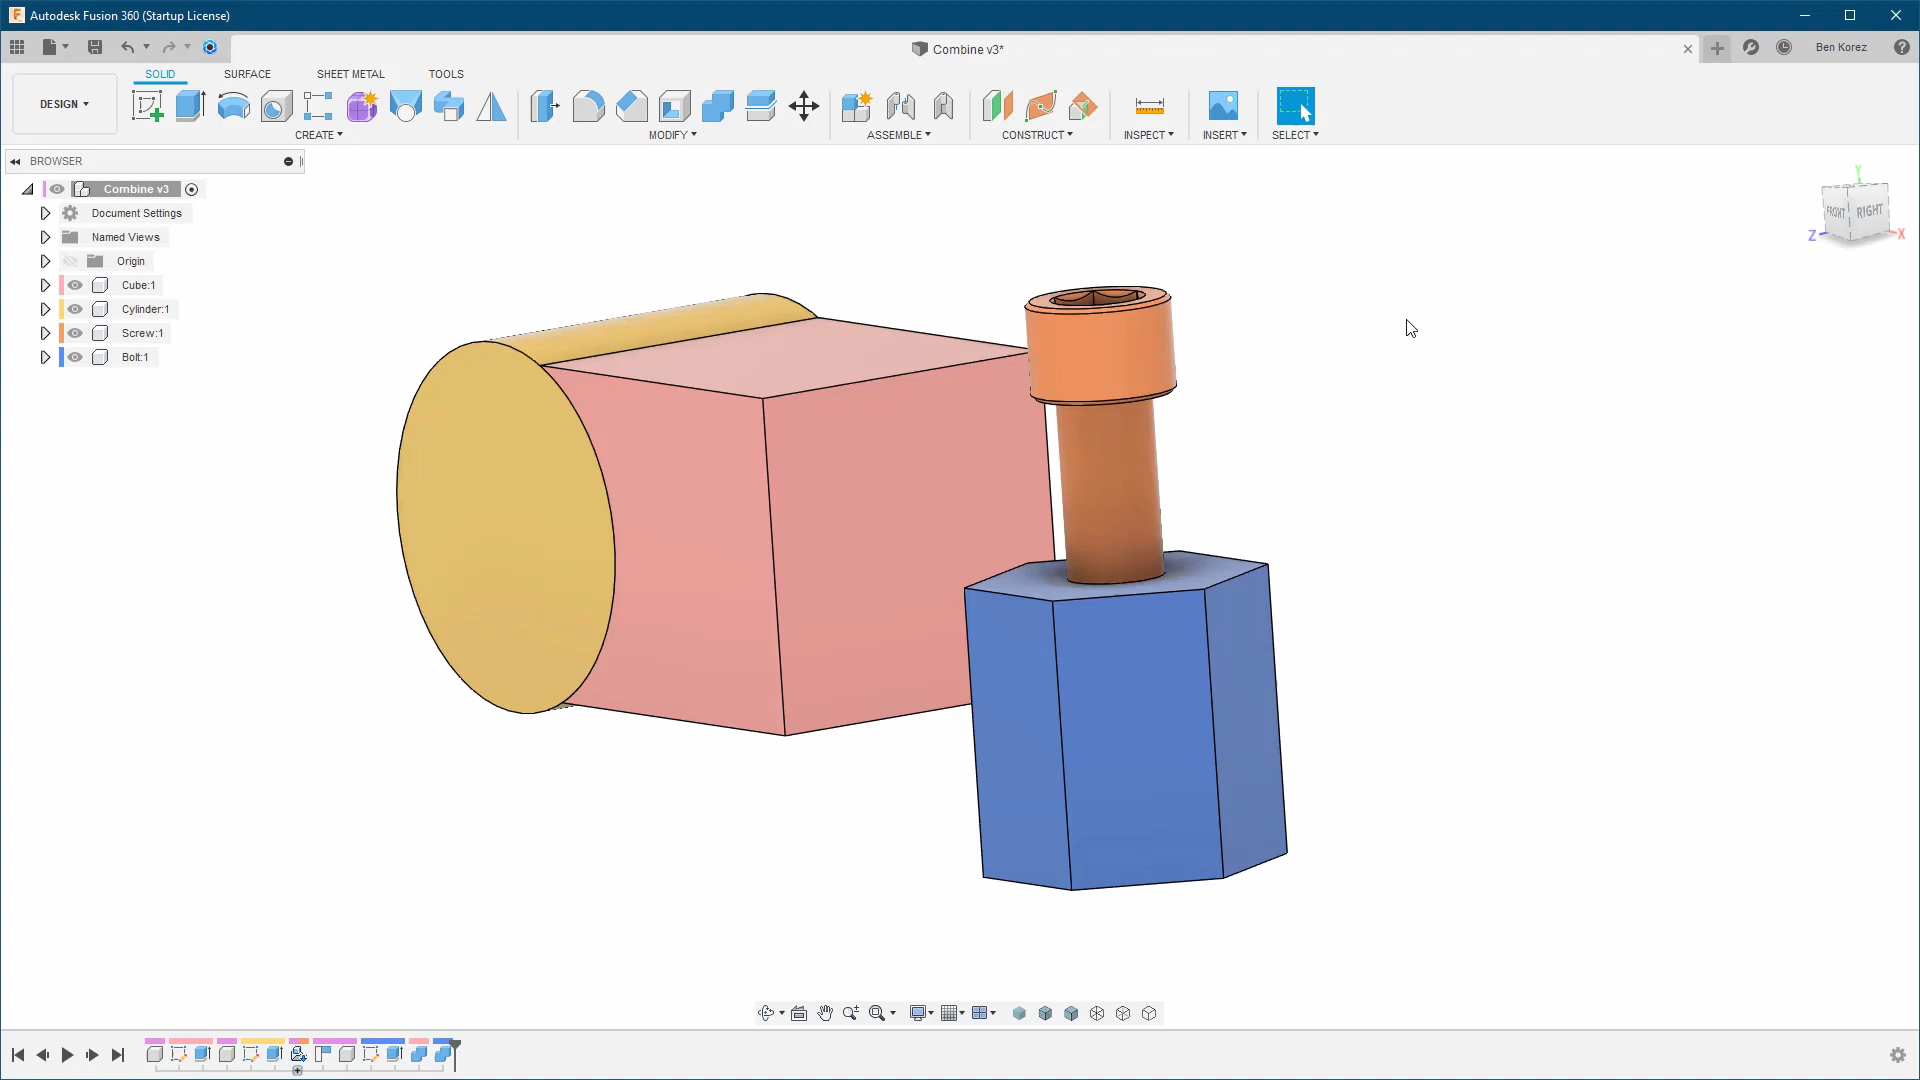 Autodesk Fusion 360 (Startup License)
Combine v3*
Ben Korez
DESIGN
SOLID SURFACE SHEET METAL TOOLS
CREATE MODIFY ASSEMBLE CONSTRUCT INSPECT INSERT SELECT
BROWSER
Combine v3
Document Settings
Named Views
Origin
Cube:1
Cylinder:1
Screw:1
Bolt:1
Y
FRONT RIGHT
Z X